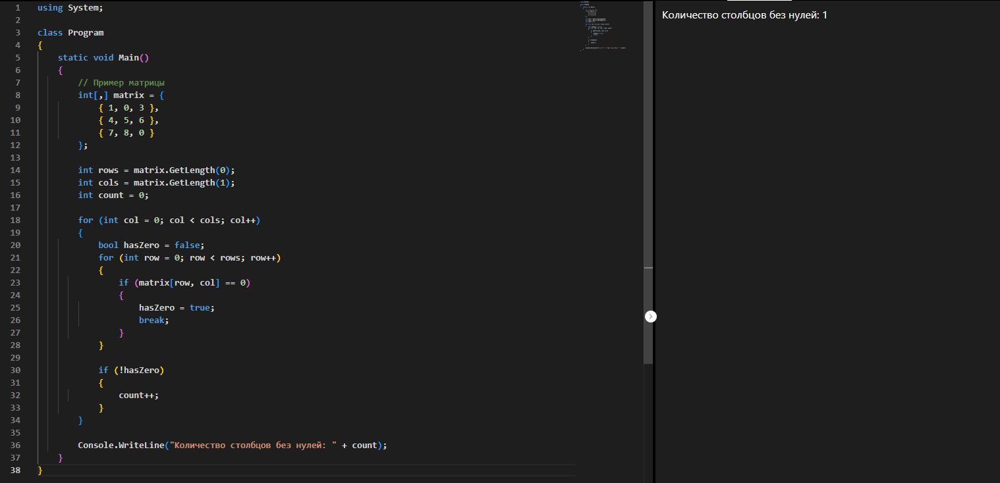 1 using System;
2
3 class Program
4 {
5     static void Main()
6     {
7         // Пример матрицы
8         int[,] matrix = {
9             { 1, 0, 3 },
10             { 4, 5, 6 },
11             { 7, 8, 0 }
12         };
13
14         int rows = matrix.GetLength(0);
15         int cols = matrix.GetLength(1);
16         int count = 0;
17
18         for (int col = 0; col < cols; col++)
19         {
20             bool hasZero = false;
21             for (int row = 0; row < rows; row++)
22             {
23                 if (matrix[row, col] == 0)
24                 {
25                     hasZero = true;
26                     break;
27                 }
28             }
29
30             if (!hasZero)
31             {
32                 count++;
33             }
34         }
35
36         Console.WriteLine("Количество столбцов без нулей: " + count);
37     }
38 }
Количество столбцов без нулей: 1